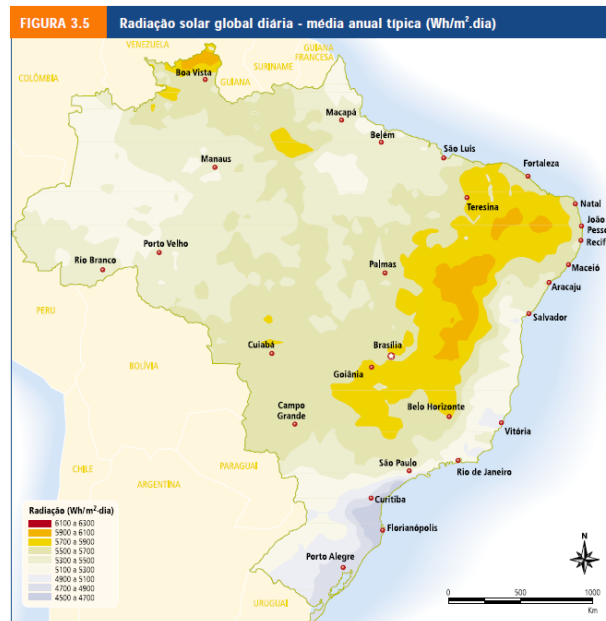 FIGURA 3.5 Radiação solar global diária - média anual típica (Wh/m².dia)
VENEZUELA
GUIANA
FRANCESA
SURINAME
COLÔMBIA
GUIANA
Boa Vista
Macapá
Belém
São Luís
Fortaleza
Manaus
Teresina
Natal
João
Pesso
Recif
Porto Velho
Rio Branco
Palmas
Maceió
Aracaju
Salvador
PERU
Cuiabá
Brasília
Goiânia
BOLÍVIA
Campo
Grande
Belo Horizonte
Vitória
São Paulo
Rio de Janeiro
PARAGUAI
CHILE
ARGENTINA
Curitiba
Florianópolis
Porto Alegre
URUGUAI
Radiação (Wh/m²·dia)
6100 a 6300
5900 a 6100
5700 a 5900
5500 a 5700
5300 a 5500
5100 a 5300
4900 a 5100
4700 a 4900
4500 a 4700
N
0 500 1000
Km